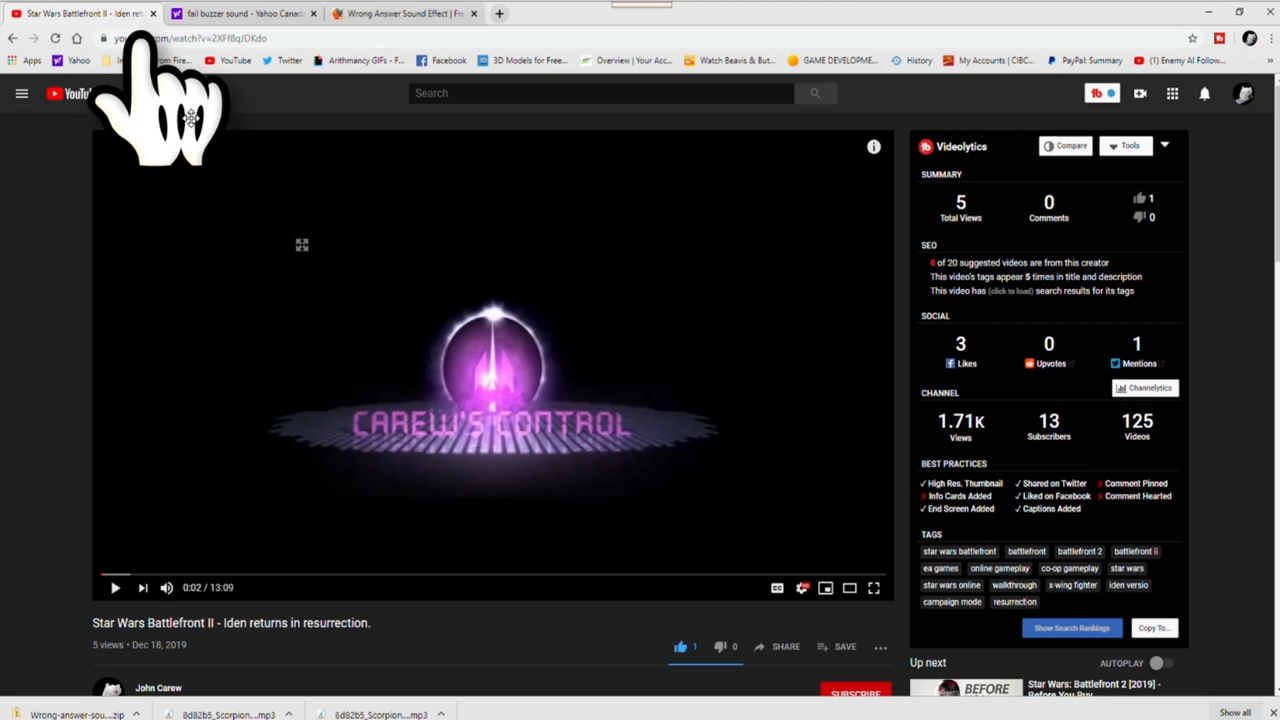 Star Wars Battlefront II - Iden ret
fail buzzer sound - Yahoo Canada
Wrong Answer Sound Effect | Fre
.com/watch?v=2XFf8qJDKdo
Apps
Yahoo
from Fire...
YouTube
Twitter
Arithmancy GIFs - F...
Facebook
3D Models for Free...
Overview | Your Acc...
Watch Beavis & But...
GAME DEVELOPME...
History
My Accounts | CIBC...
PayPal: Summary
(1) Enemy AI Follow...
YouTu
Search
Videolytics
Compare
Tools
SUMMARY
5
0
1
Total Views
Comments
0
SEO
0 of 20 suggested videos are from this creator
This video's tags appear 5 times in title and description
This video has (click to load) search results for its tags
SOCIAL
3
0
1
Likes
Upvotes
Mentions
CHANNEL
Channelytics
1.71K
13
125
Views
Subscribers
Videos
BEST PRACTICES
✓ High Res. Thumbnail
✓ Shared on Twitter
✗ Comment Pinned
✗ Info Cards Added
✓ Liked on Facebook
✗ Comment Hearted
✓ End Screen Added
✓ Captions Added
TAGS
star wars battlefront
battlefront
battlefront 2
battlefront ii
ea games
online gameplay
co-op gameplay
star wars
star wars online
walkthrough
x-wing fighter
iden versio
campaign mode
resurrection
Show Search Rankings
Copy To...
CAREW'S CONTROL
0:02 / 13:09
CC
HD
Star Wars Battlefront II - Iden returns in resurrection.
5 views • Dec 18, 2019
1
0
SHARE
SAVE
John Carew
SUBSCRIBE
Up next
AUTOPLAY
BEFORE
Star Wars: Battlefront 2 [2019] -
Before You Buy
Wrong-answer-sou....zip
8d82b5_Scorpion....mp3
8d82b5_Scorpion....mp3
Show all